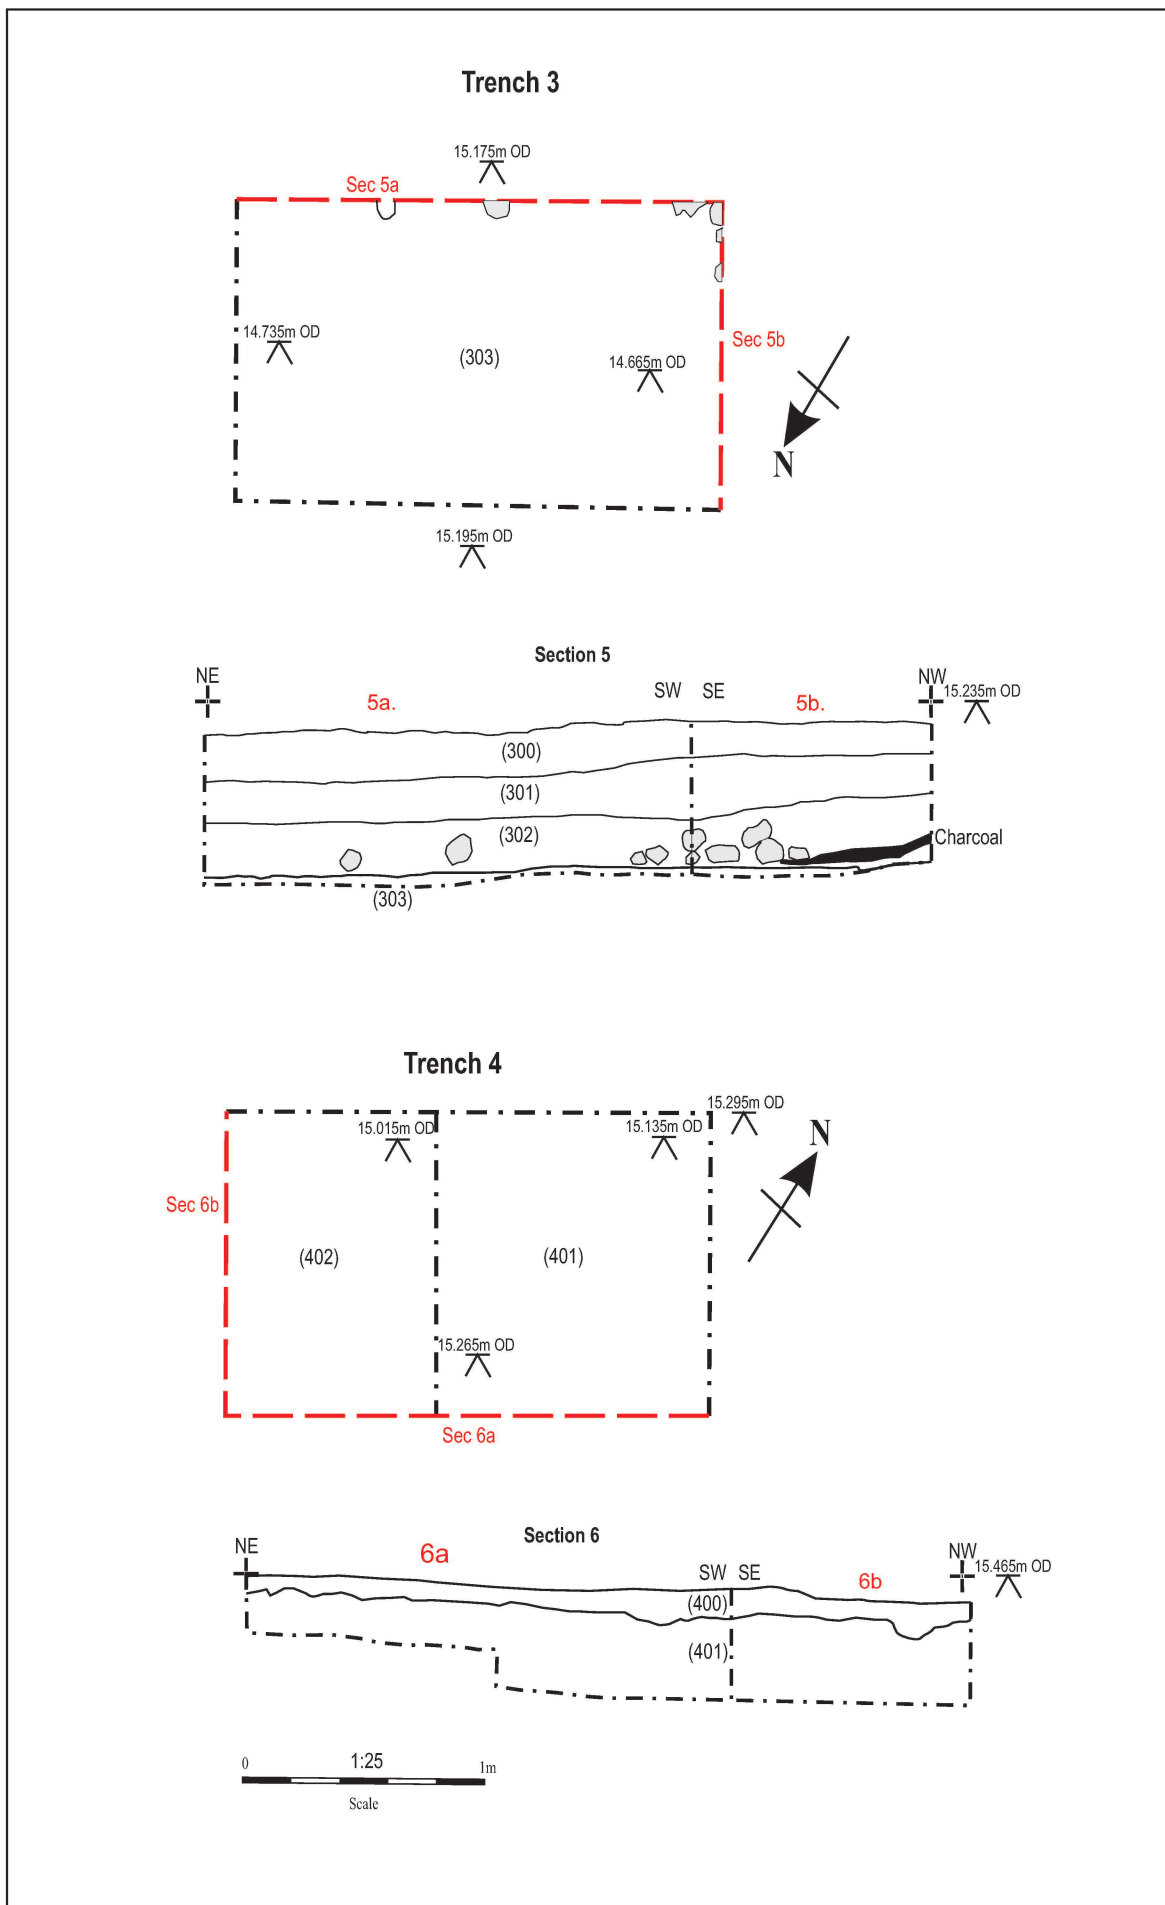 Trench 3
15.175m OD
Sec 5a
14.735m OD
(303)
14.665m OD
Sec 5b
N
15.195m OD
Section 5
NE
5a.
SW SE
5b.
NW
15.235m OD
(300)
(301)
(302)
Charcoal
(303)
Trench 4
15.295m OD
15.015m OD
15.135m OD
N
Sec 6b
(402)
(401)
15.265m OD
Sec 6a
Section 6
NE
6a
SW SE
6b
NW
15.465m OD
(400)
(401)
0
1:25
1m
Scale